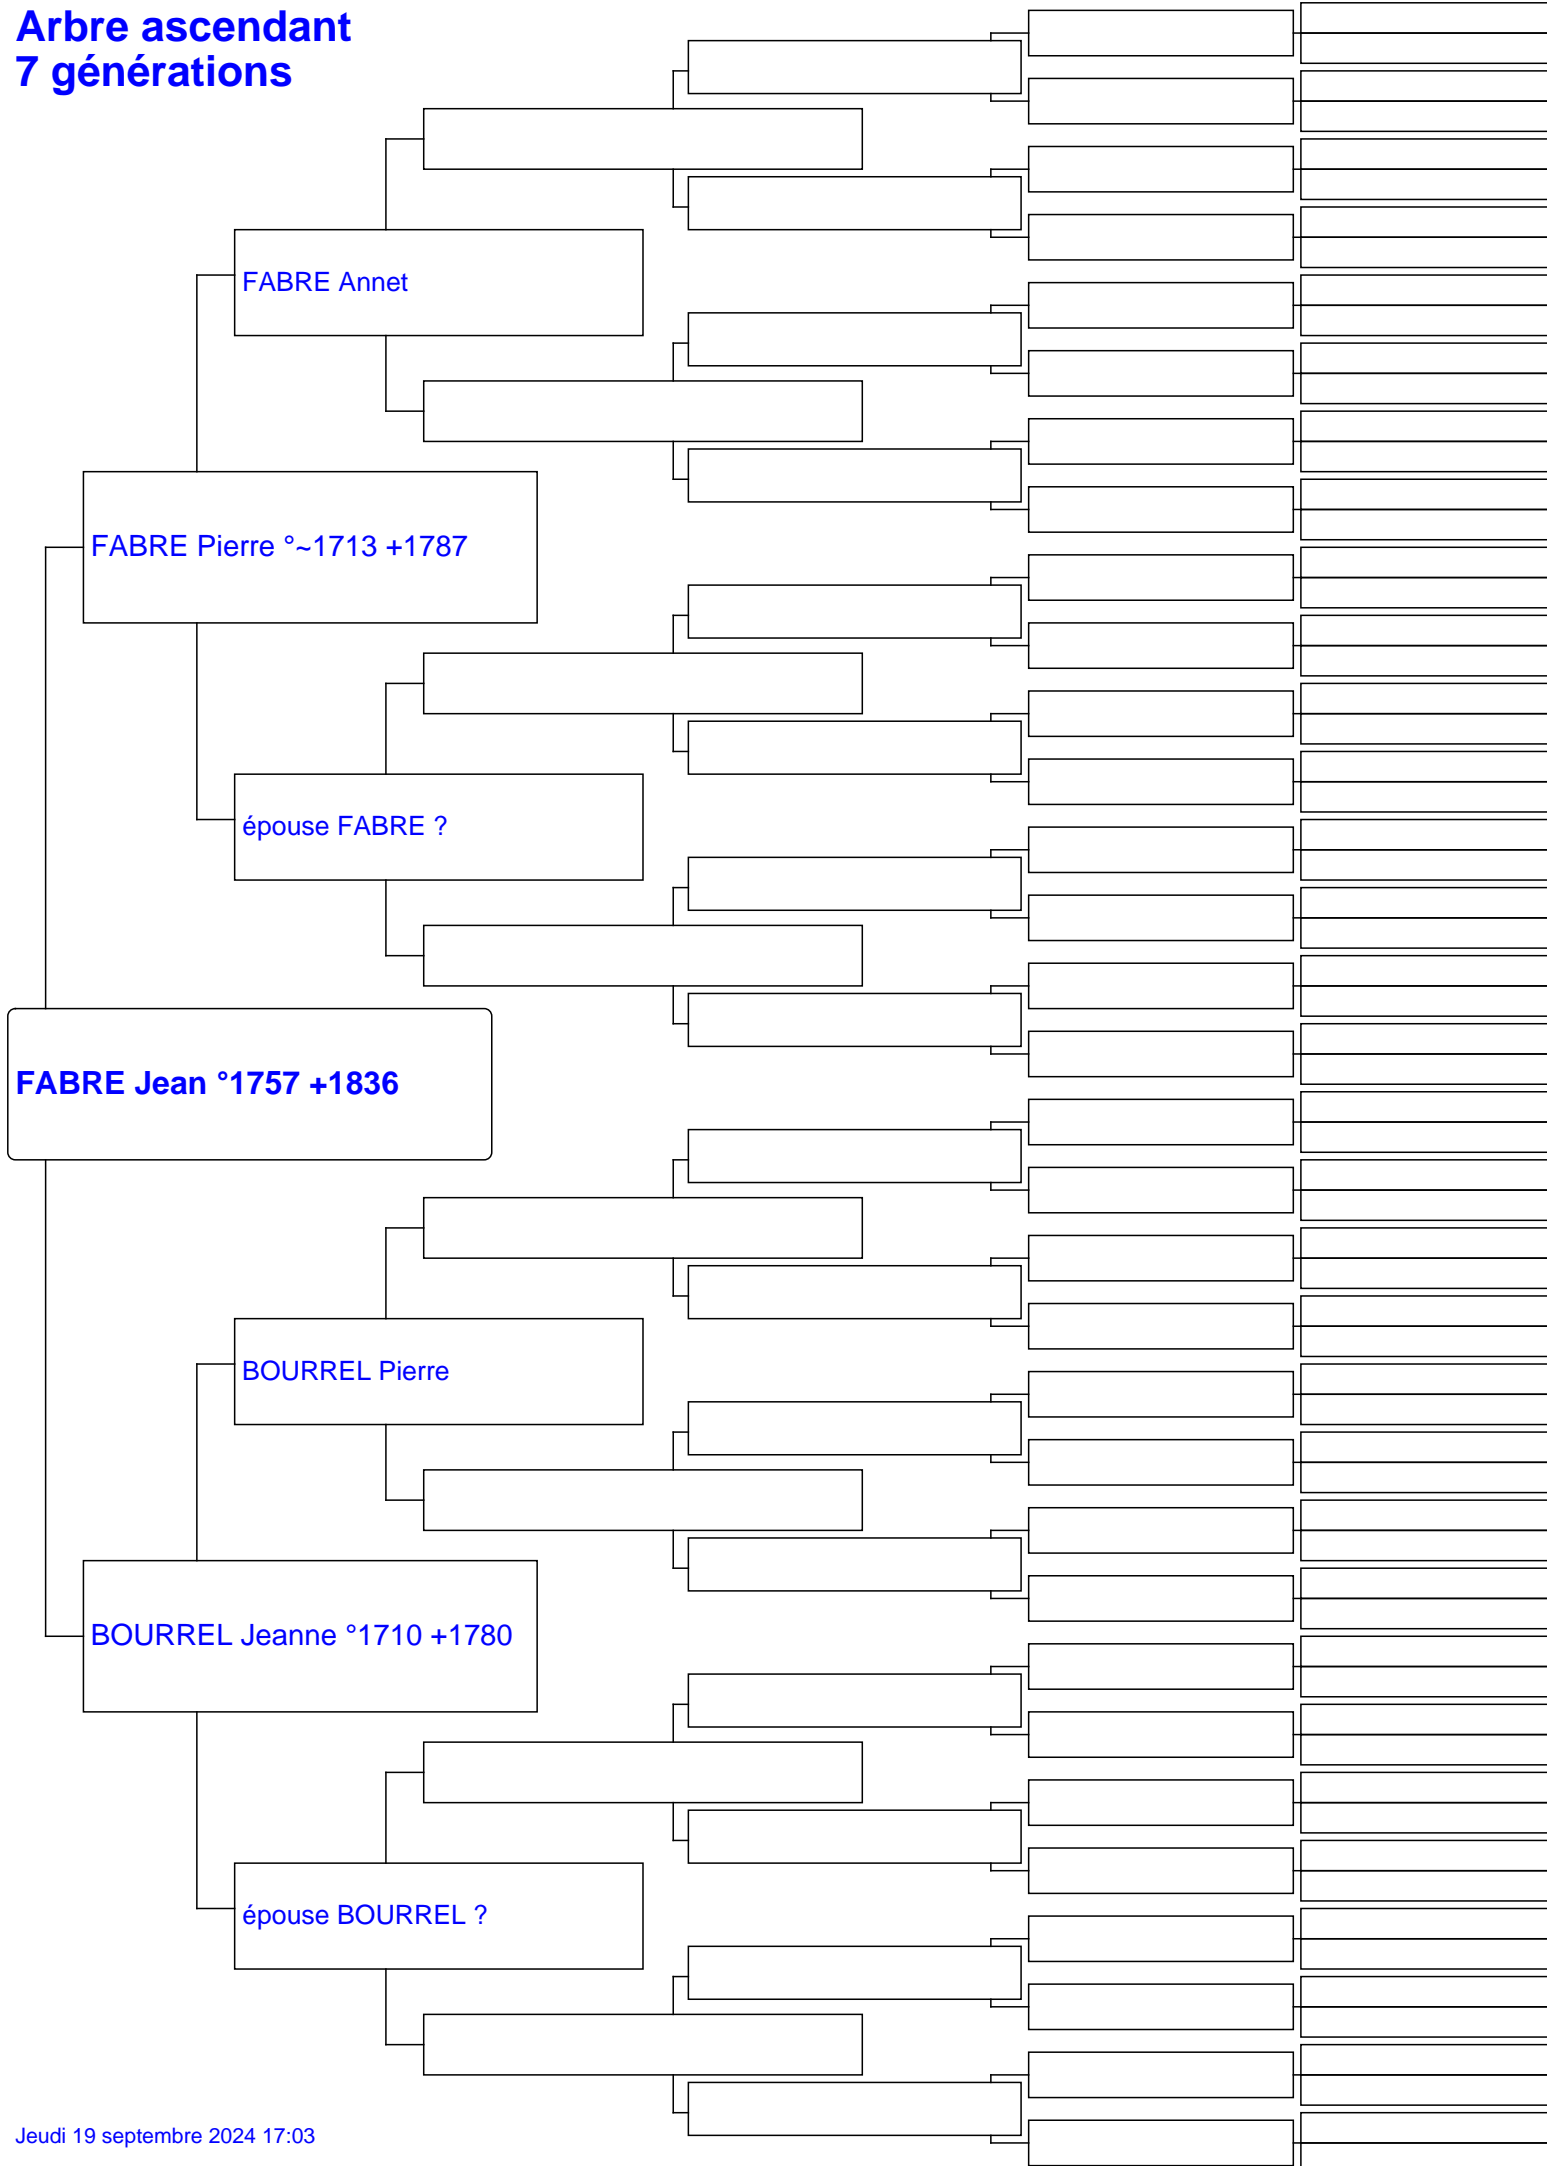 Arbre ascendant
7 générations
FABRE Annet
FABRE Pierre °~1713 +1787
épouse FABRE ?
FABRE Jean °1757 +1836
BOURREL Pierre
BOURREL Jeanne °1710 +1780
épouse BOURREL ?
Jeudi 19 septembre 2024 17:03